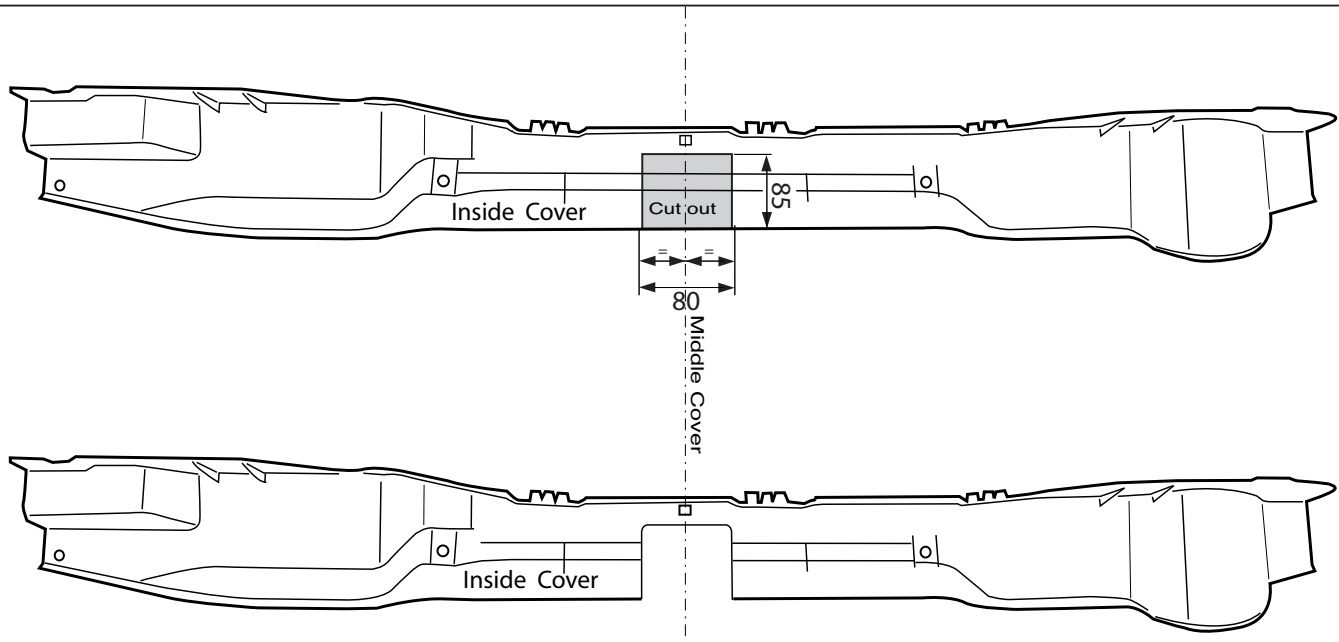 Inside Cover
Cut out
85
=
=
80
Middle Cover
Inside Cover